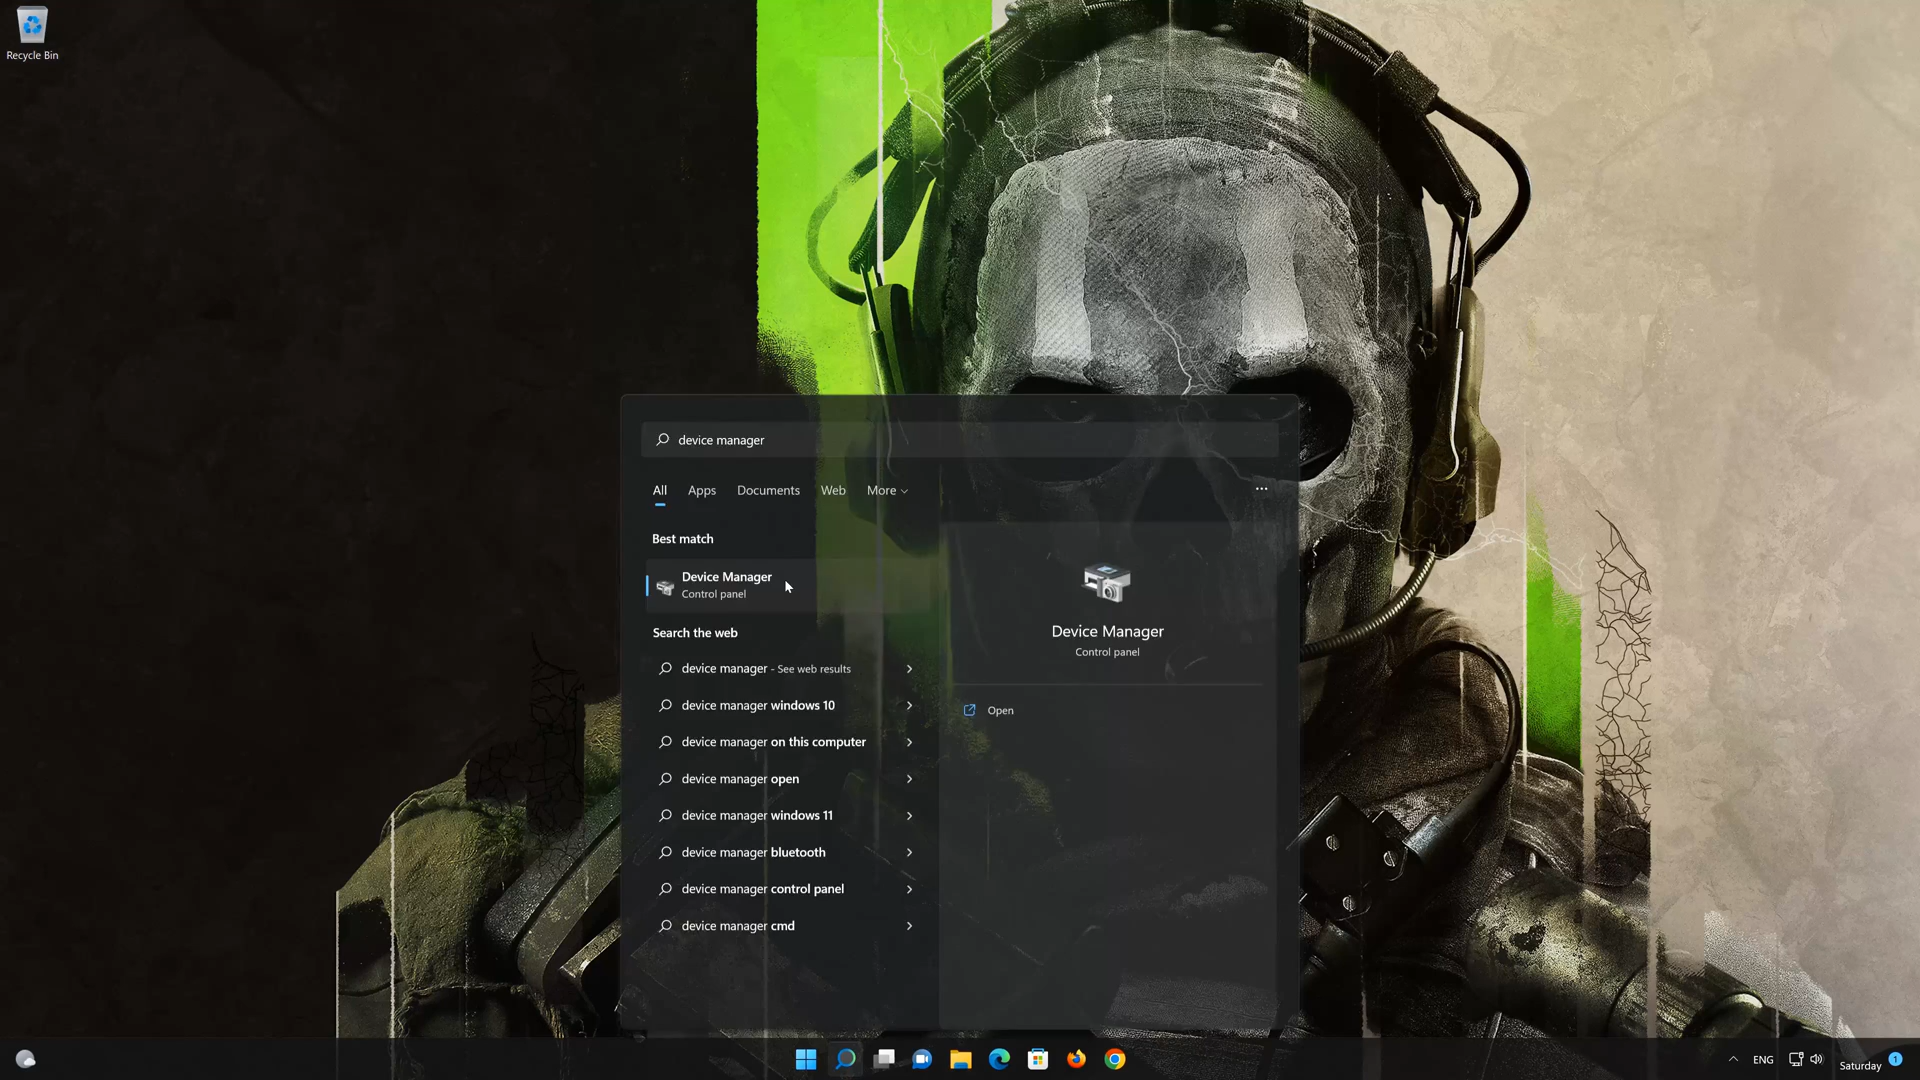 Recycle Bin
device manager
All Apps Documents Web More
Best match
Device Manager
Control panel
Search the web
device manager - See web results
device manager windows 10
device manager on this computer
device manager open
device manager windows 11
device manager bluetooth
device manager control panel
device manager cmd
Device Manager
Control panel
Open
ENG
Saturday
1